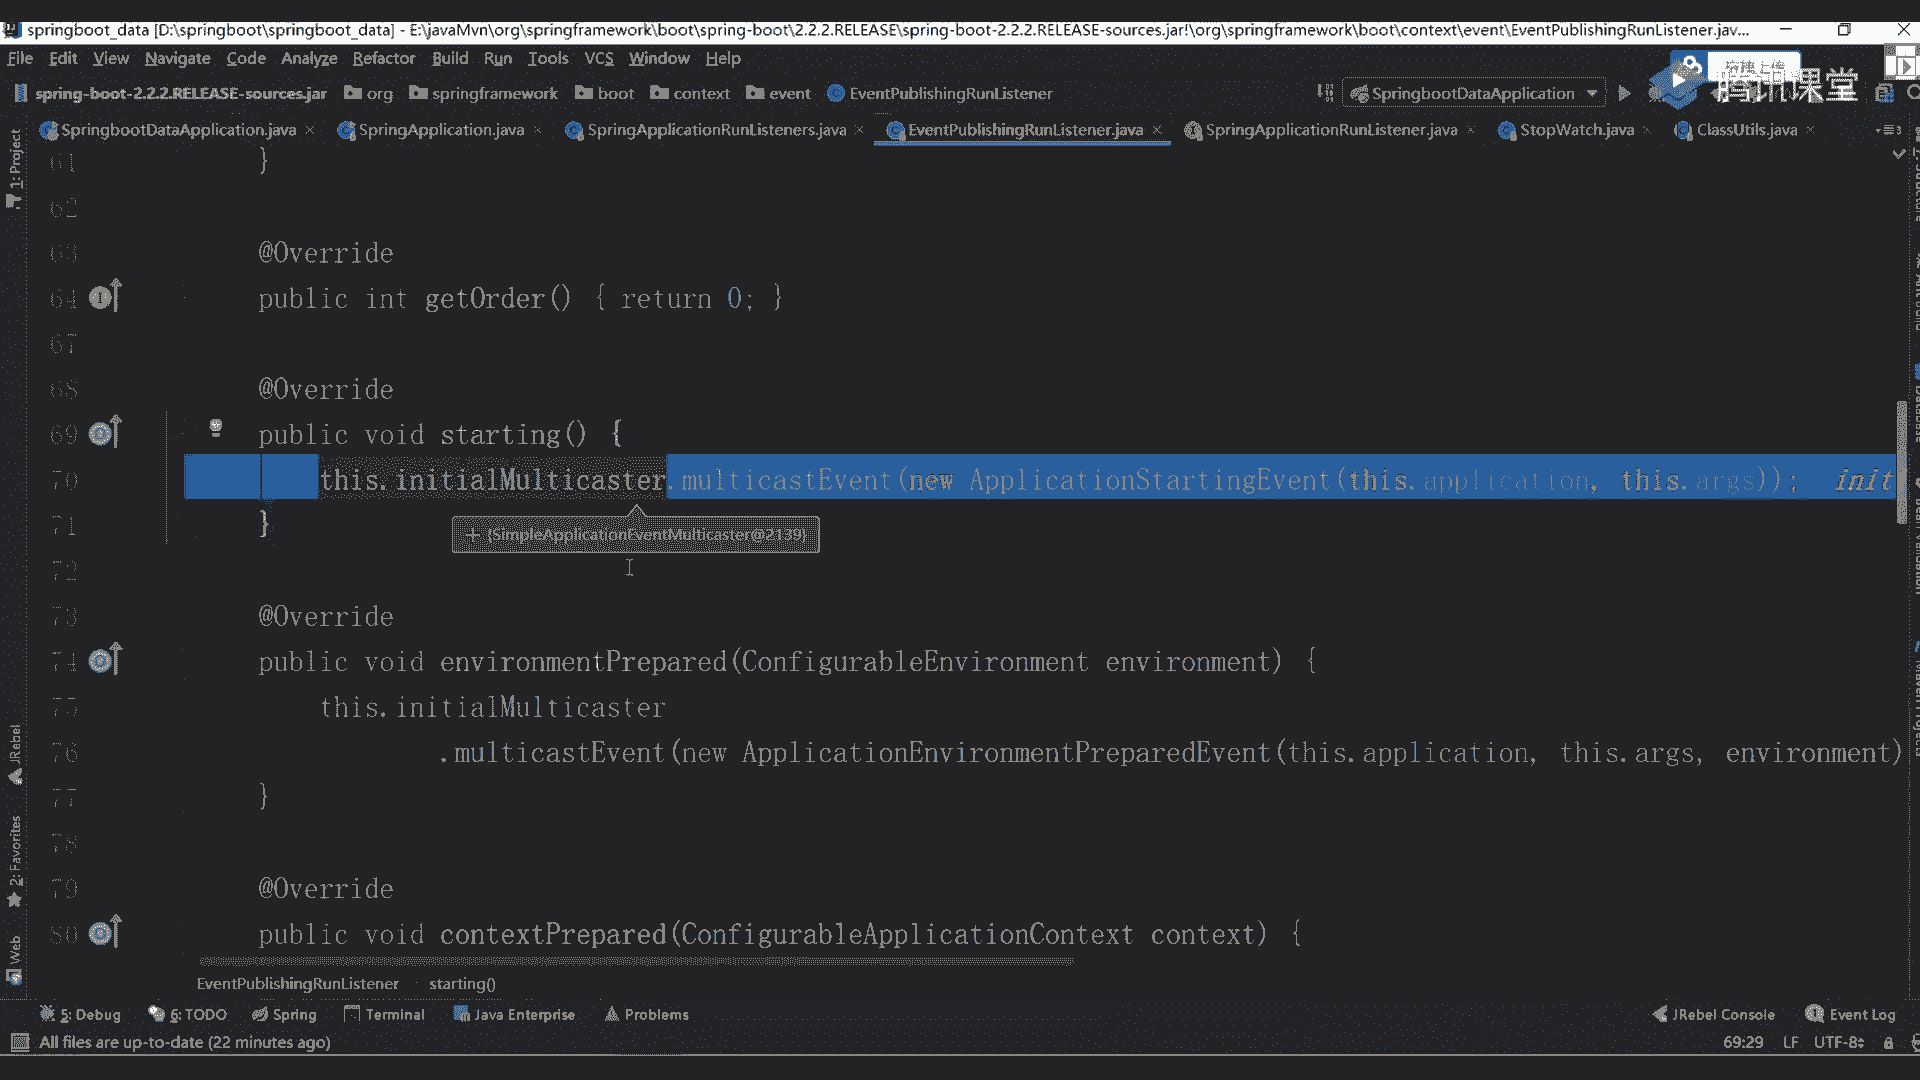 springboot_data [D:\springboot\springboot_data] - E:\javaMvn\org\springframework\boot\spring-boot\2.2.2.RELEASE\spring-boot-2.2.2.RELEASE-sources.jar!\org\springframework\boot\context\event\EventPublishingRunListener.jav...
File Edit View Navigate Code Analyze Refactor Build Run Tools VCS Window Help
spring-boot-2.2.2.RELEASE-sources.jar org springframework boot context event EventPublishingRunListener SpringbootDataApplication 腾讯课堂
SpringbootDataApplication.java SpringApplication.java SpringApplicationRunListeners.java EventPublishingRunListener.java SpringApplicationRunListener.java StopWatch.java ClassUtils.java
1: Project
61 }
62
63 @Override
64 public int getOrder() { return 0; }
67
68 @Override
69 public void starting() {
70 this.initialMulticaster.multicastEvent(new ApplicationStartingEvent(this.application, this.args)); init
71 }
+ {SimpleApplicationEventMulticaster@2139}
72
73 @Override
74 public void environmentPrepared(ConfigurableEnvironment environment) {
75 this.initialMulticaster
76 .multicastEvent(new ApplicationEnvironmentPreparedEvent(this.application, this.args, environment)
77 }
78
79 @Override
80 public void contextPrepared(ConfigurableApplicationContext context) {
JRebel
2: Favorites
Web
EventPublishingRunListener starting()
5: Debug 6: TODO Spring Terminal Java Enterprise Problems JRebel Console Event Log
All files are up-to-date (22 minutes ago) 69:29 LF UTF-8